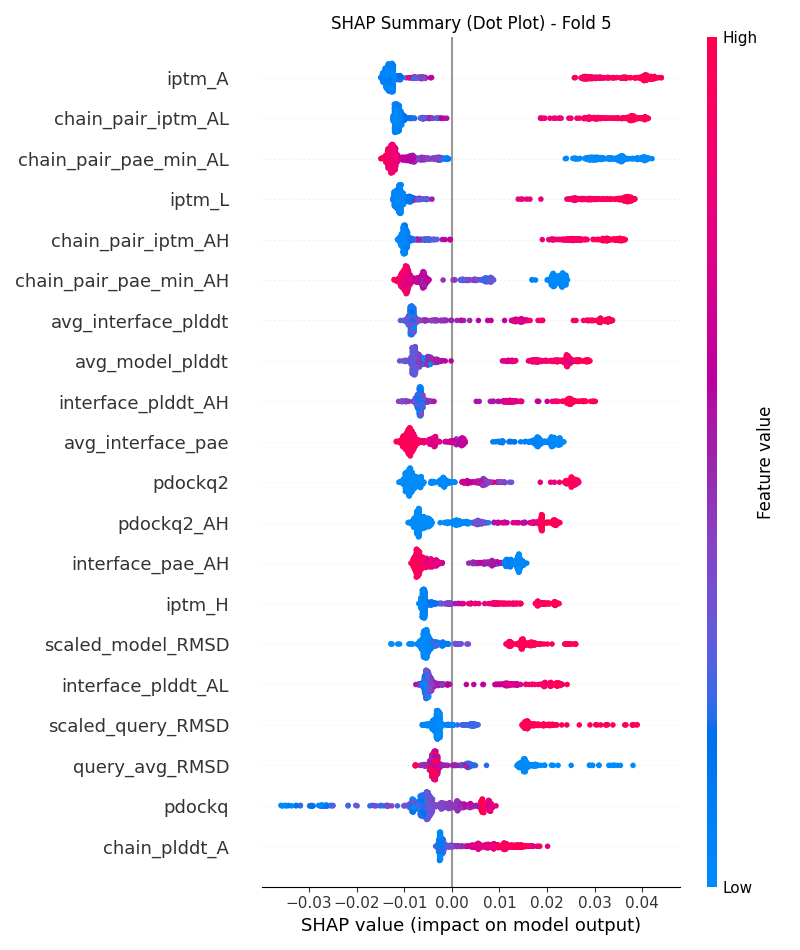 SHAP Summary (Dot Plot) - Fold 5
High
iptm_A
chain_pair_iptm_AL
chain_pair_pae_min_AL
iptm_L
chain_pair_iptm_AH
chain_pair_pae_min_AH
avg_interface_plddt
avg_model_plddt
interface_plddt_AH
avg_interface_pae
pdockq2
pdockq2_AH
interface_pae_AH
iptm_H
scaled_model_RMSD
interface_plddt_AL
scaled_query_RMSD
query_avg_RMSD
pdockq
chain_plddt_A
Feature value
Low
−0.03 −0.02 −0.01 0.00 0.01 0.02 0.03 0.04
SHAP value (impact on model output)